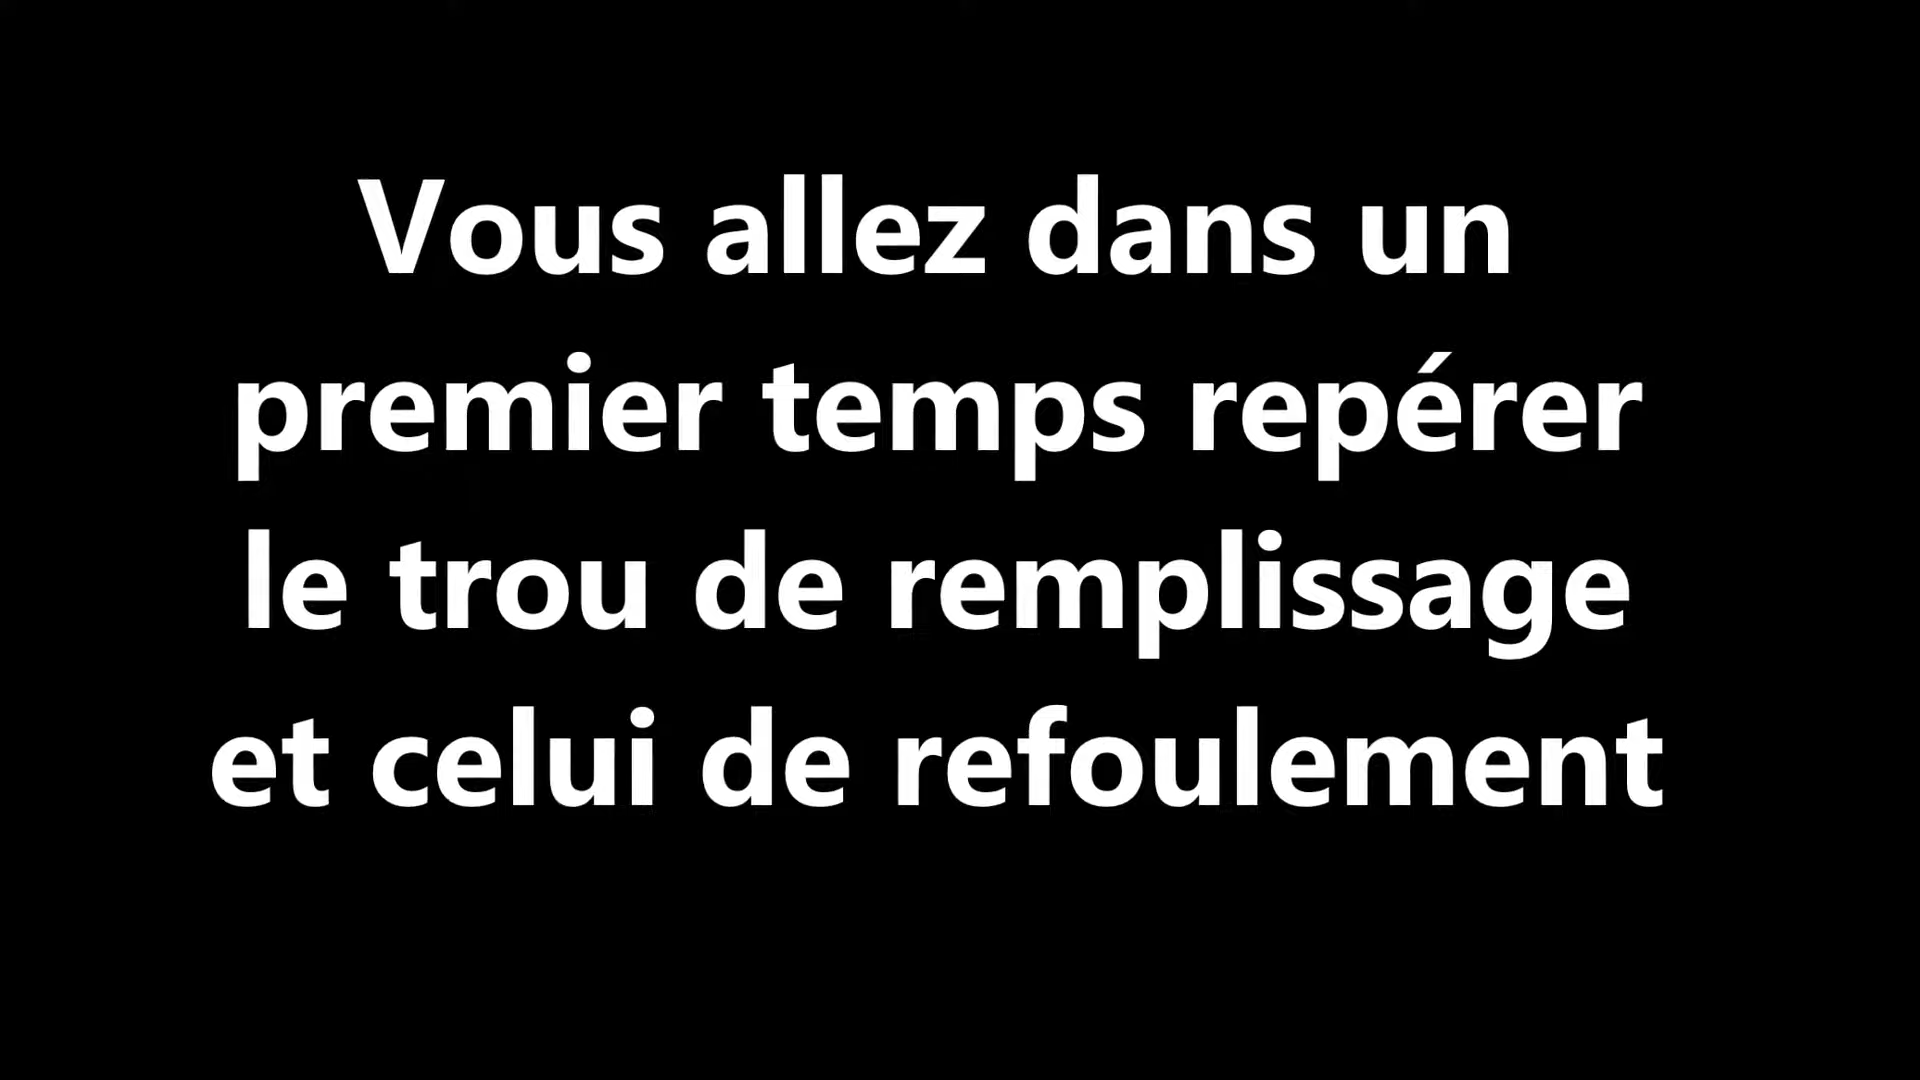 Vous allez dans un
premier temps repérer
le trou de remplissage
et celui de refoulement